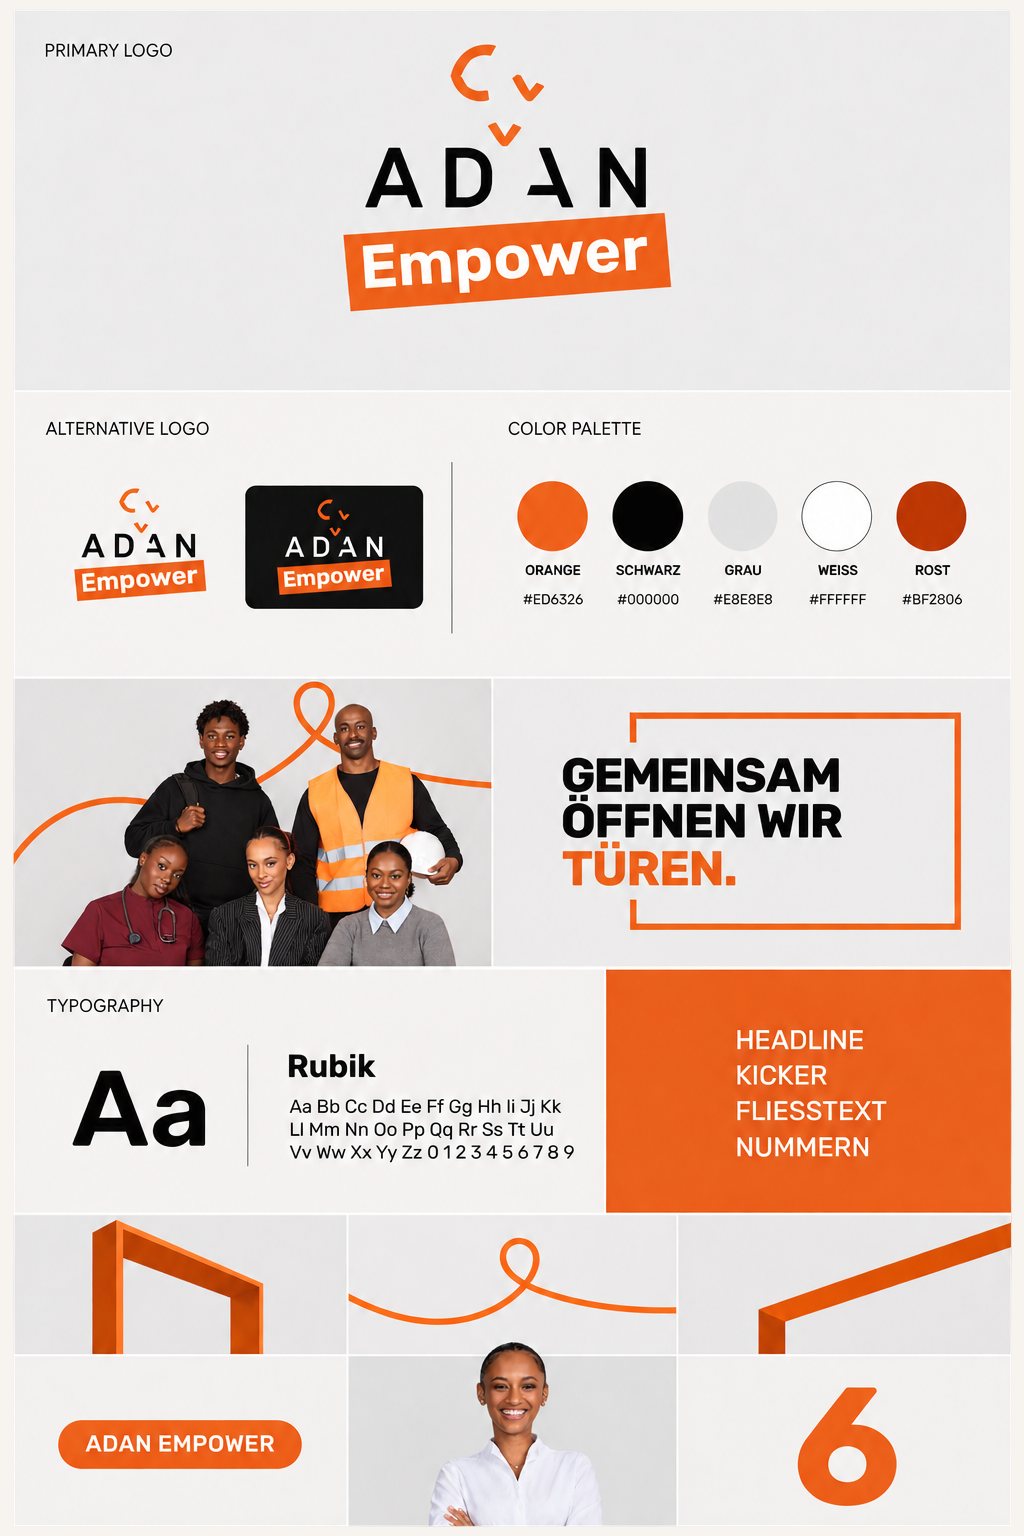 PRIMARY LOGO
ADAN
Empower
ALTERNATIVE LOGO
ADAN
Empower
ADAN
Empower
COLOR PALETTE
ORANGE
#ED6326
SCHWARZ
#000000
GRAU
#E8E8E8
WEISS
#FFFFFF
ROST
#BF2806
GEMEINSAM
ÖFFNEN WIR
TÜREN.
TYPOGRAPHY
Aa
Rubik
Aa Bb Cc Dd Ee Ff Gg Hh Ii Jj Kk
Ll Mm Nn Oo Pp Qq Rr Ss Tt Uu
Vv Ww Xx Yy Zz 0 1 2 3 4 5 6 7 8 9
HEADLINE
KICKER
FLIESSTEXT
NUMMERN
ADAN EMPOWER
6